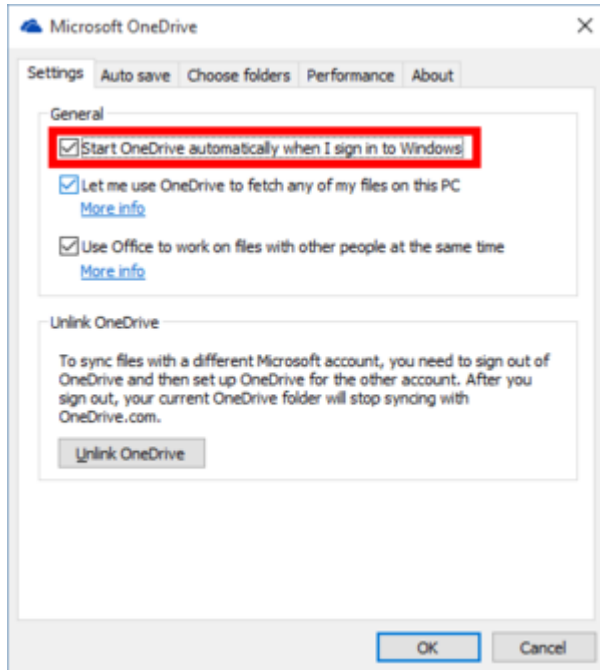 Microsoft OneDrive
Settings Auto save Choose folders Performance About
General
Start OneDrive automatically when I sign in to Windows
Let me use OneDrive to fetch any of my files on this PC
More info
Use Office to work on files with other people at the same time
More info
Unlink OneDrive
To sync files with a different Microsoft account, you need to sign out of
OneDrive and then set up OneDrive for the other account. After you
sign out, your current OneDrive folder will stop syncing with
OneDrive.com.
Unlink OneDrive
OK Cancel